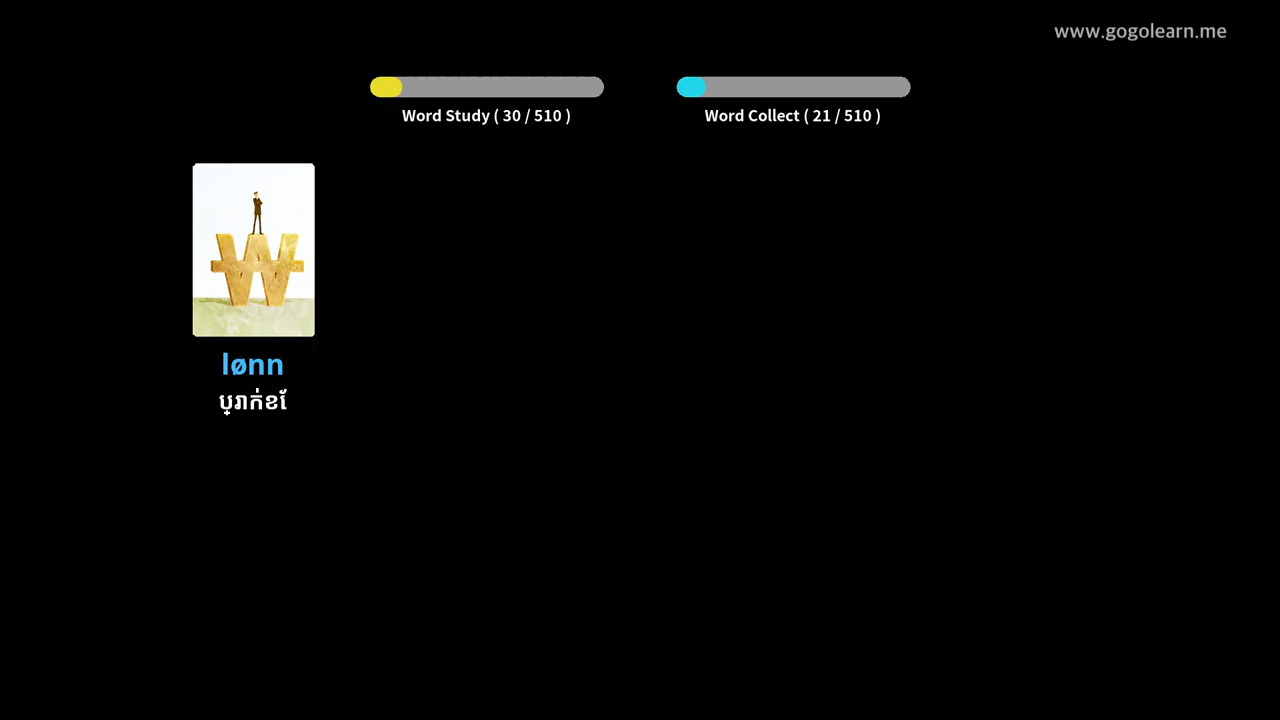 www.gogolearn.me
Word Study ( 30 / 510 )
Word Collect ( 21 / 510 )
lønn
ប្រាក់ខែ